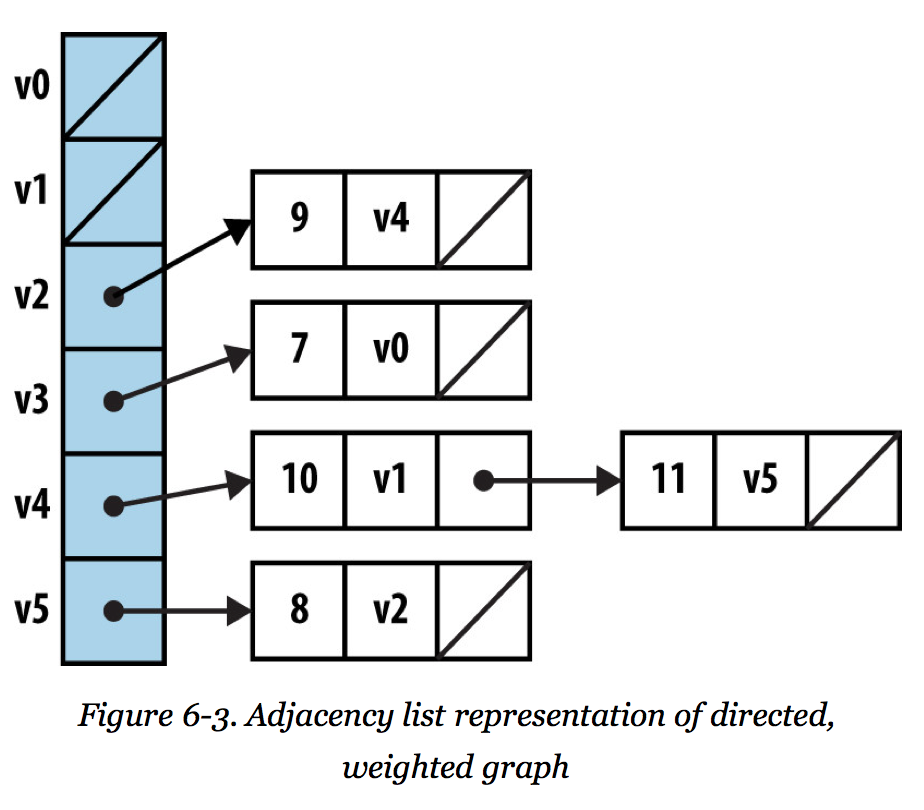 v0
v1
9 v4
v2
7 v0
v3
10 v1 11 v5
v4
8 v2
v5
Figure 6-3. Adjacency list representation of directed,
weighted graph